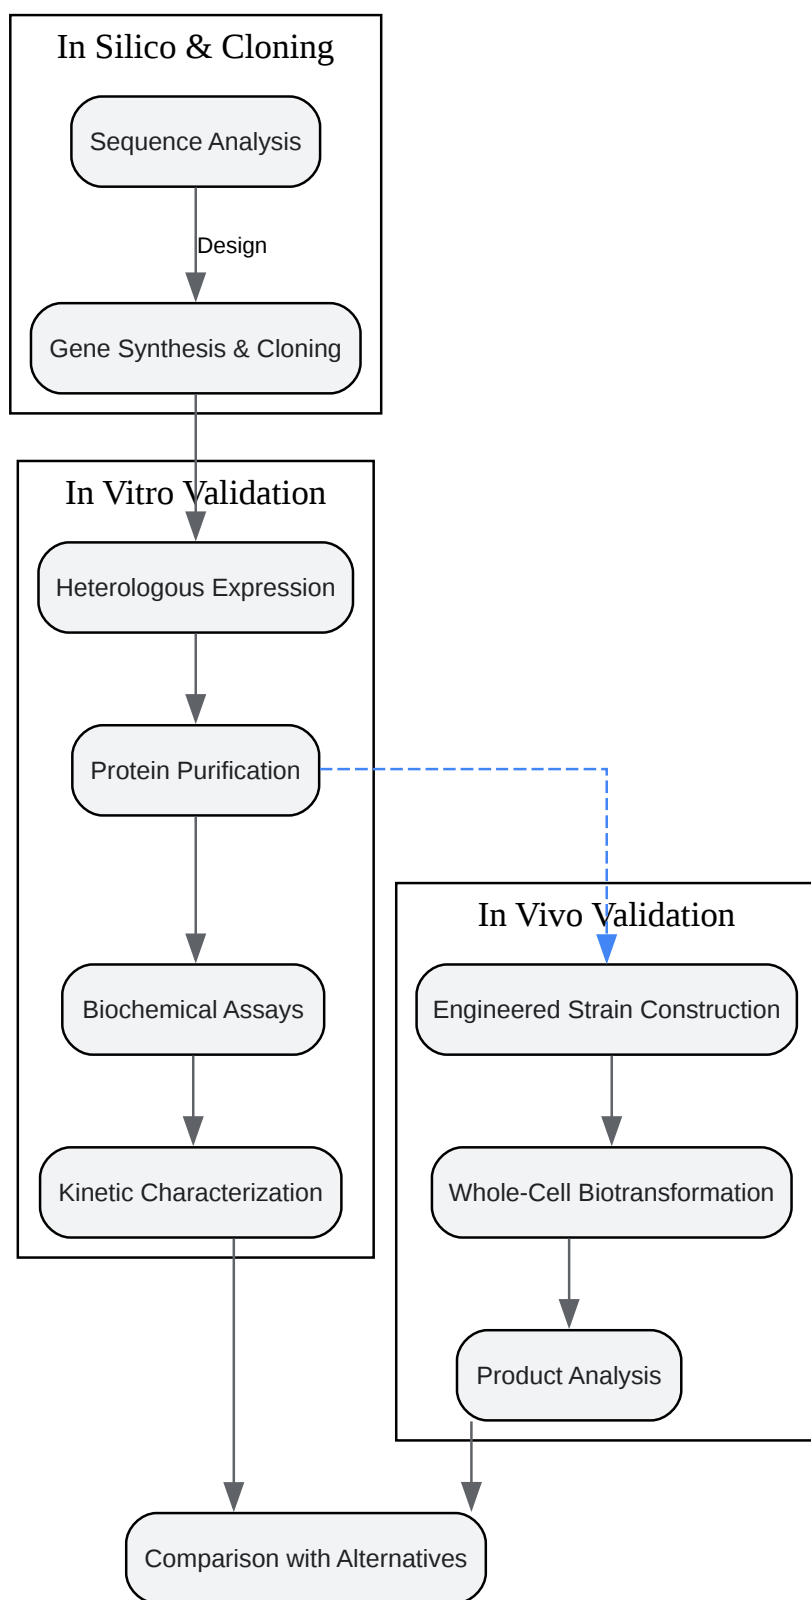 In Silico & Cloning
Sequence Analysis
Design
Gene Synthesis & Cloning
In Vitro Validation
Heterologous Expression
Protein Purification
Biochemical Assays
Kinetic Characterization
In Vivo Validation
Engineered Strain Construction
Whole-Cell Biotransformation
Product Analysis
Comparison with Alternatives